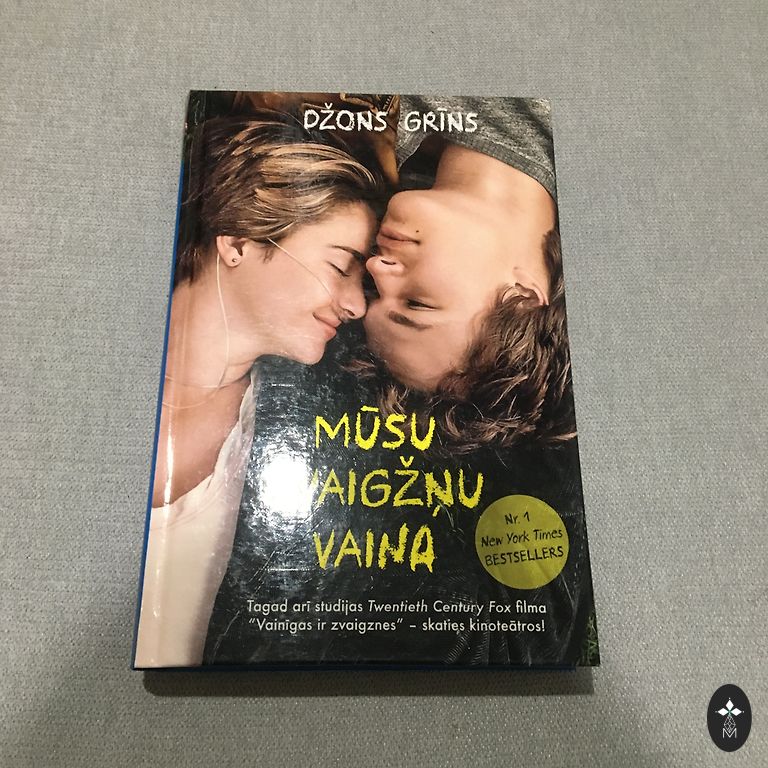 DŽONS GRĪNS
MŪSU
VAIGŽŅU
VAINA
Nr. 1
New York Times
BESTSELLERS
Tagad arī studijas Twentieth Century Fox filma
"Vainīgas ir zvaigznes" – skaties kinoteātros!
M